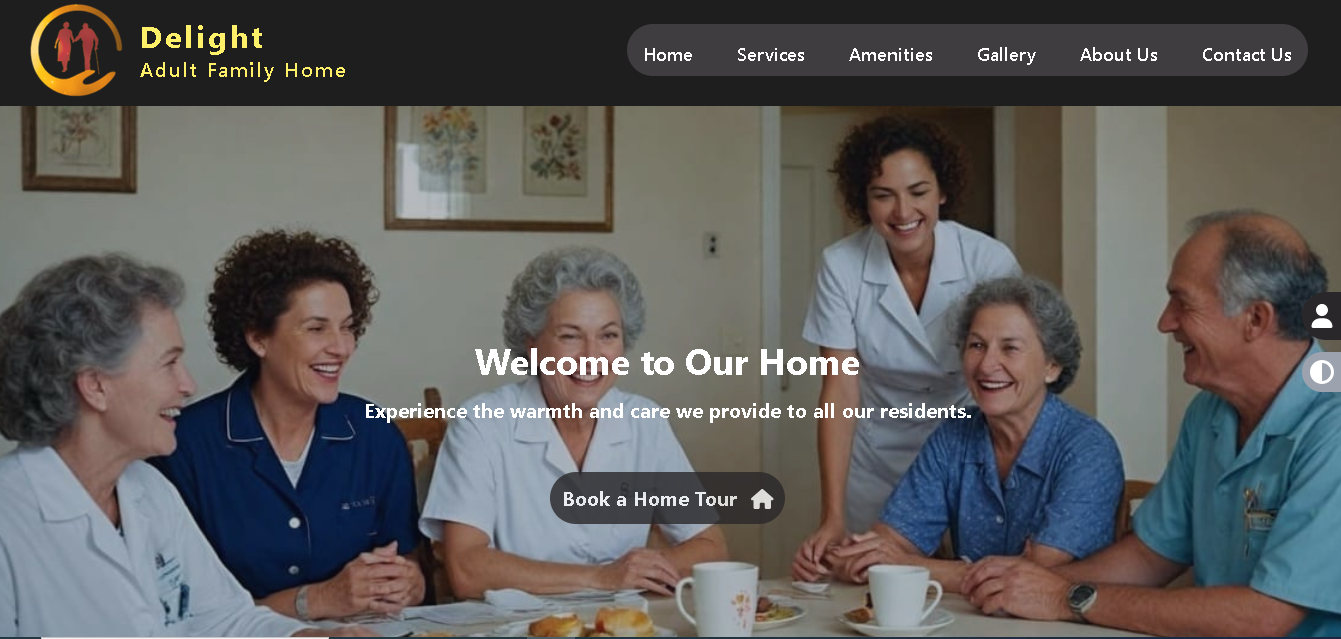 Delight
Adult Family Home
Home Services Amenities Gallery About Us Contact Us
Welcome to Our Home
Experience the warmth and care we provide to all our residents.
Book a Home Tour